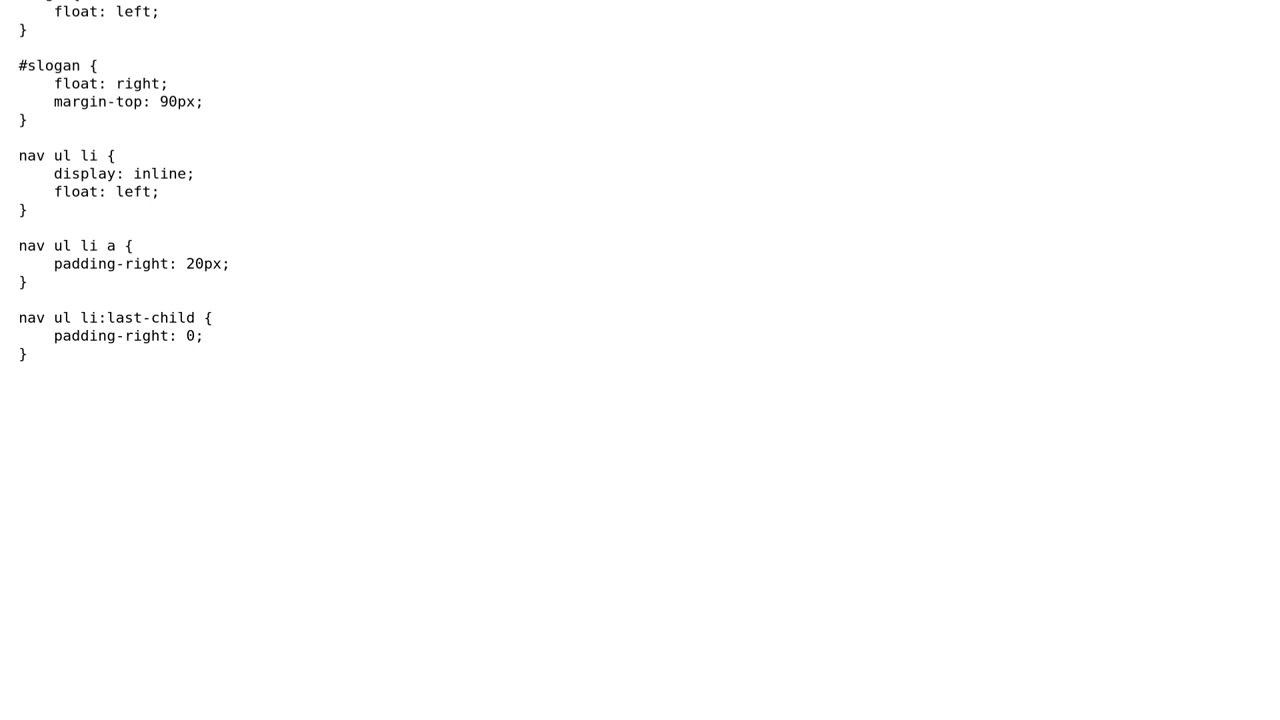 float: left;
}

#slogan {
    float: right;
    margin-top: 90px;
}

nav ul li {
    display: inline;
    float: left;
}

nav ul li a {
    padding-right: 20px;
}

nav ul li:last-child {
    padding-right: 0;
}